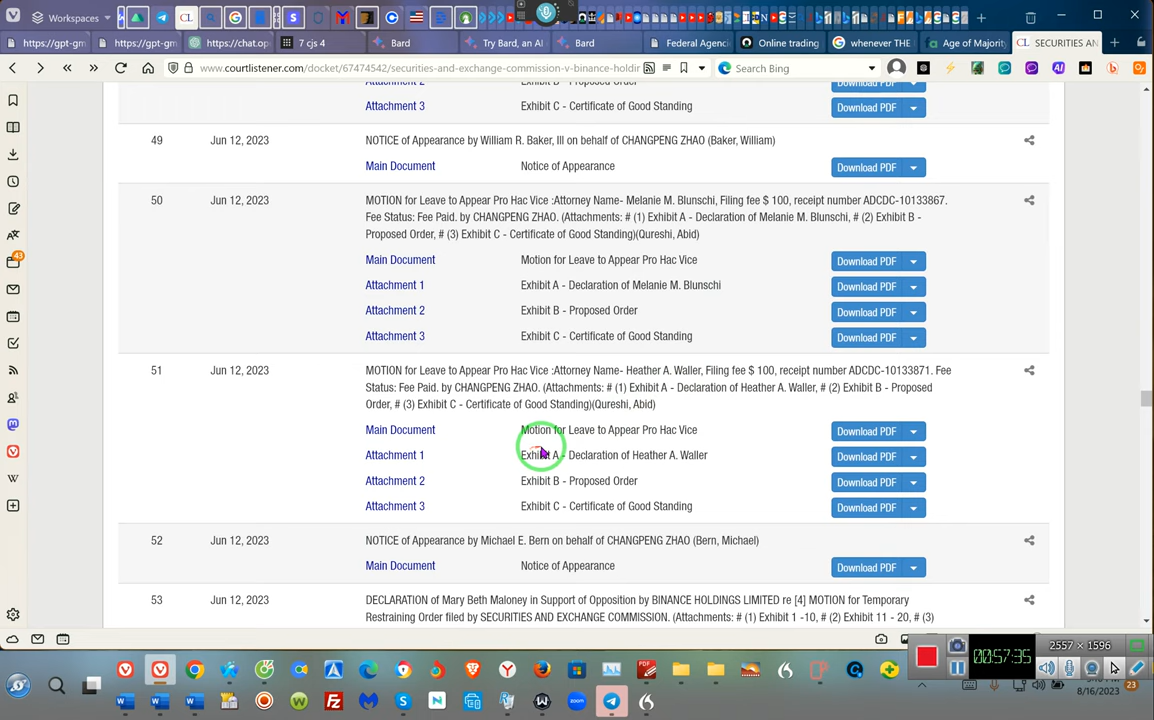 Workspaces
https://gpt-gm
https://gpt-gm
https://chat.op
7 cjs 4
Bard
Try Bard, an AI
Bard
Federal Agenc
Online trading
whenever THE
Age of Majority
SECURITIES AN
www.courtlistener.com/docket/67474542/securities-and-exchange-commission-v-binance-holdir
Search Bing
Attachment 2 Exhibit B - Proposed Order
Attachment 3 Exhibit C - Certificate of Good Standing Download PDF
49 Jun 12, 2023 NOTICE of Appearance by William R. Baker, III on behalf of CHANGPENG ZHAO (Baker, William)
Main Document Notice of Appearance Download PDF
50 Jun 12, 2023 MOTION for Leave to Appear Pro Hac Vice :Attorney Name- Melanie M. Blunschi, Filing fee $ 100, receipt number ADCDC-10133867.
Fee Status: Fee Paid. by CHANGPENG ZHAO. (Attachments: # (1) Exhibit A - Declaration of Melanie M. Blunschi, # (2) Exhibit B -
Proposed Order, # (3) Exhibit C - Certificate of Good Standing)(Qureshi, Abid)
Main Document Motion for Leave to Appear Pro Hac Vice Download PDF
Attachment 1 Exhibit A - Declaration of Melanie M. Blunschi Download PDF
Attachment 2 Exhibit B - Proposed Order Download PDF
Attachment 3 Exhibit C - Certificate of Good Standing Download PDF
51 Jun 12, 2023 MOTION for Leave to Appear Pro Hac Vice :Attorney Name- Heather A. Waller, Filing fee $ 100, receipt number ADCDC-10133871. Fee
Status: Fee Paid. by CHANGPENG ZHAO. (Attachments: # (1) Exhibit A - Declaration of Heather A. Waller, # (2) Exhibit B - Proposed
Order, # (3) Exhibit C - Certificate of Good Standing)(Qureshi, Abid)
Main Document Motion for Leave to Appear Pro Hac Vice Download PDF
Attachment 1 Exhibit A - Declaration of Heather A. Waller Download PDF
Attachment 2 Exhibit B - Proposed Order Download PDF
Attachment 3 Exhibit C - Certificate of Good Standing Download PDF
52 Jun 12, 2023 NOTICE of Appearance by Michael E. Bern on behalf of CHANGPENG ZHAO (Bern, Michael)
Main Document Notice of Appearance Download PDF
53 Jun 12, 2023 DECLARATION of Mary Beth Maloney in Support of Opposition by BINANCE HOLDINGS LIMITED re [4] MOTION for Temporary
Restraining Order filed by SECURITIES AND EXCHANGE COMMISSION. (Attachments: # (1) Exhibit 1 -10, # (2) Exhibit 11 - 20, # (3)
43
2557 × 1596
00:57:35
8/16/2023
23